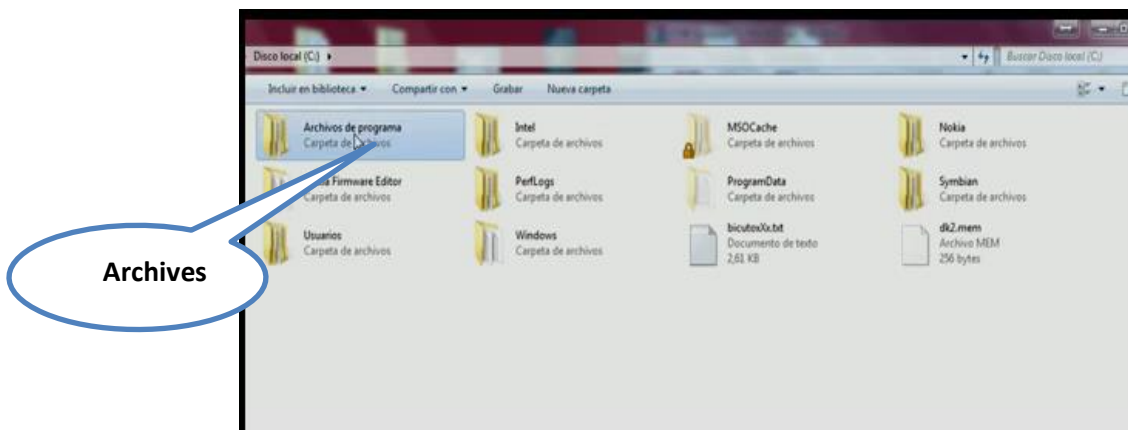 Disco local (C:)
Buscar Disco local (C:)
Incluir en biblioteca
Compartir con
Grabar
Nueva carpeta
Archivos de programa
Carpeta de archivos
Intel
Carpeta de archivos
MSOCache
Carpeta de archivos
Nokia
Carpeta de archivos
Firmware Editor
Carpeta de archivos
PerfLogs
Carpeta de archivos
ProgramData
Carpeta de archivos
Symbian
Carpeta de archivos
Usuarios
Carpeta de archivos
Windows
Carpeta de archivos
Documento de texto
2,61 KB
dk2.mem
Archivo MEM
256 bytes
Archives